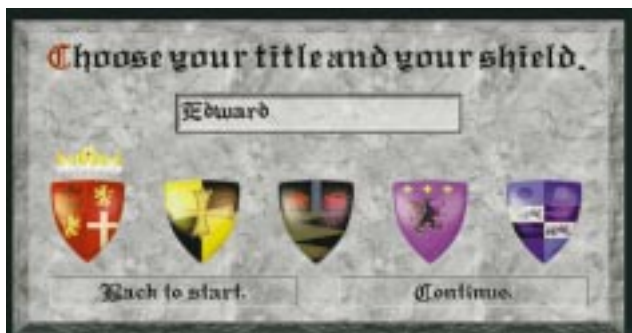 Choose your title and your shield.
Edward
Back to start.
Continue.